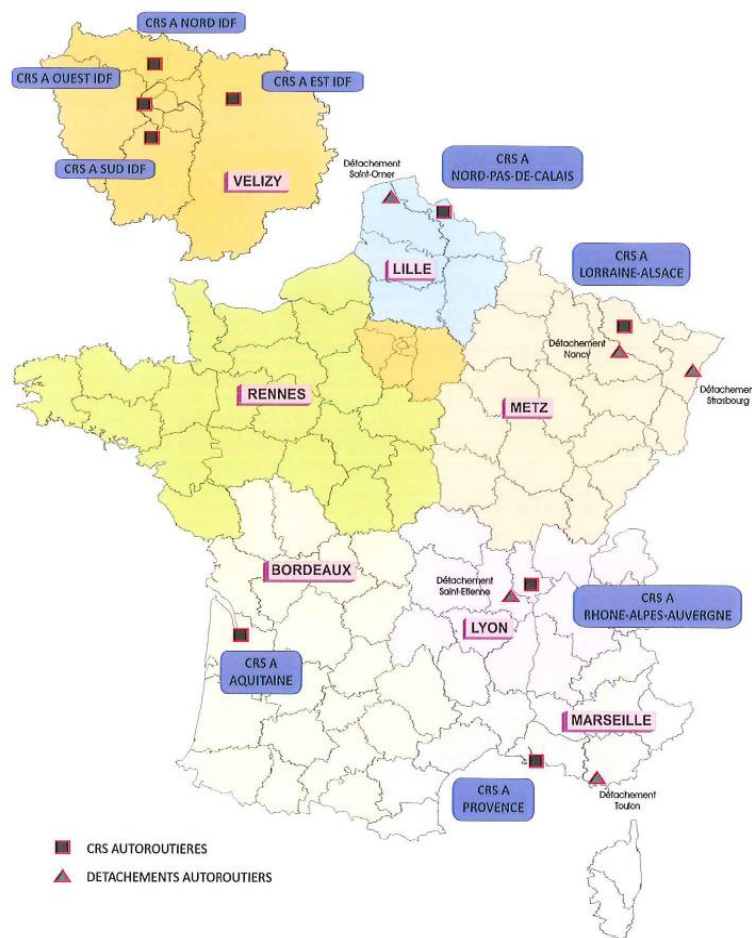 CRS A NORD IDF
CRS A OUEST IDF
CRS A EST IDF
CRS A SUD IDF
VELIZY
Détachement
Saint-Omer
CRS A
NORD-PAS-DE-CALAIS
LILLE
CRS A
LORRAINE-ALSACE
Détachement
Nancy
Détachemen
Strasbourg
RENNES
METZ
BORDEAUX
Détachement
Saint-Etienne
CRS A
RHONE-ALPES-AUVERGNE
LYON
CRS A
AQUITAINE
MARSEILLE
CRS A
PROVENCE
Détachement
Toulon
CRS AUTOROUTIERES
DETACHEMENTS AUTOROUTIERS